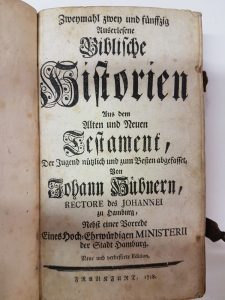 Zweymahl zwey und fünffzig
Auserlesene
Biblische
Historien
Aus dem
Alten und Neuen
Testament,
Der Jugend nützlich und zum Besten abgefasset,
Von
Johann Hübnern,
RECTORE des JOHANNEI
zu Hamburg,
Nebst einer Vorrede
Eines Hoch-Ehrwürdigen MINISTERII
der Stadt Hamburg.
Neue und verbesserte Edition.
FRANCKFURT,